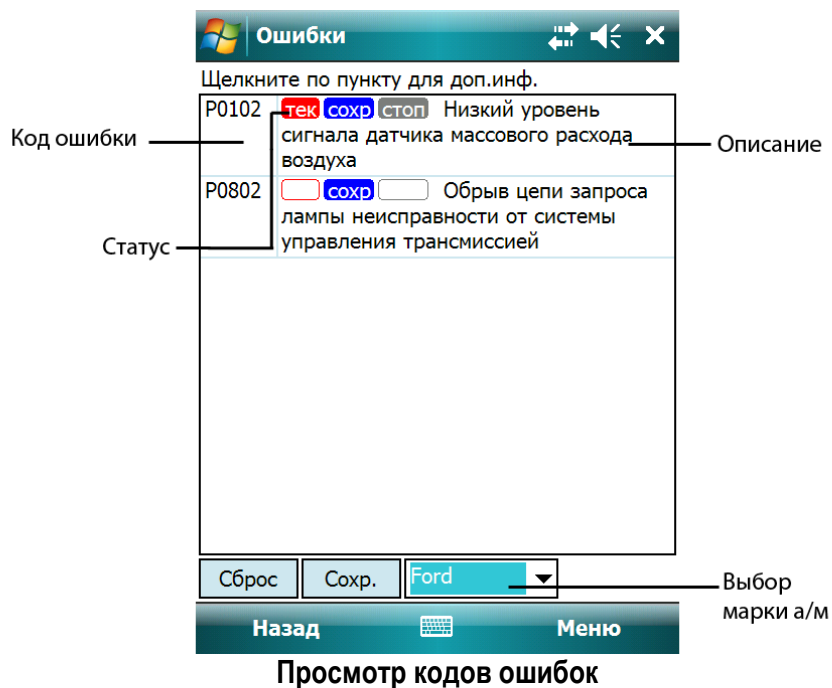 Ошибки
Щелкните по пункту для доп.инф.
P0102 тек сохр стоп Низкий уровень
сигнала датчика массового расхода
воздуха
P0802 сохр Обрыв цепи запроса
лампы неисправности от системы
управления трансмиссией
Код ошибки
Статус
Описание
Сброс Сохр. Ford
Выбор
марки а/м
Назад Меню
Просмотр кодов ошибок